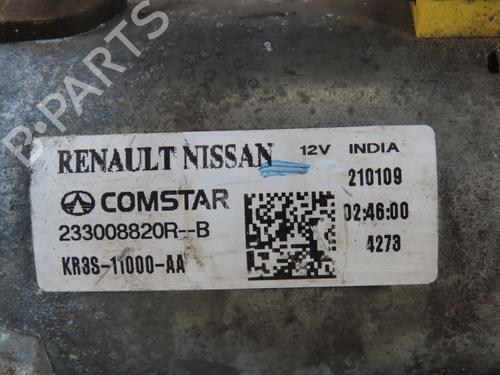 B-PARTS
RENAULT NISSAN 12V INDIA
210109
COMSTAR
02:46:00
233008820R--B
4273
KR3S-11000-AA